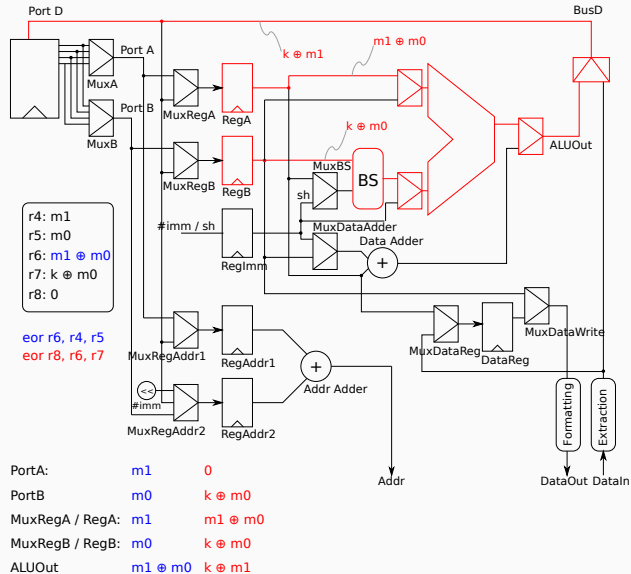 Port D
BusD
k ⊕ m1
m1 ⊕ m0
Port A
MuxA
MuxRegA
RegA
Port B
MuxB
k ⊕ m0
ALUOut
MuxRegB
RegB
MuxBS
BS
sh
#imm / sh
MuxDataAdder
Data Adder
+
RegImm
r4: m1
r5: m0
r6: m1 ⊕ m0
r7: k ⊕ m0
r8: 0
eor r6, r4, r5
eor r8, r6, r7
MuxDataWrite
MuxDataReg
DataReg
MuxRegAddr1
RegAddr1
+
Addr Adder
<<
#imm
MuxRegAddr2
RegAddr2
Formatting
Extraction
Addr
DataOut
DataIn
PortA: m1 0
PortB m0 k ⊕ m0
MuxRegA / RegA: m1 m1 ⊕ m0
MuxRegB / RegB: m0 k ⊕ m0
ALUOut m1 ⊕ m0 k ⊕ m1